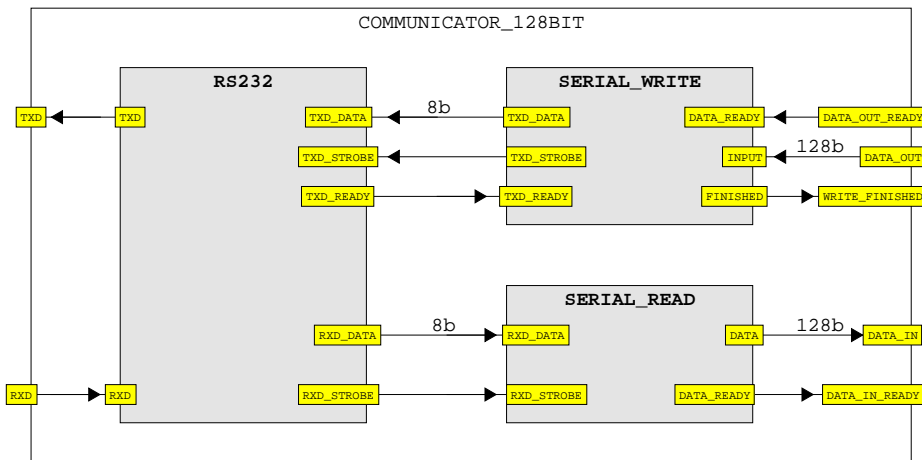 COMMUNICATOR_128BIT
RS232 SERIAL_WRITE
TXD TXD TXD_DATA 8b TXD_DATA DATA_READY DATA_OUT_READY
TXD_STROBE TXD_STROBE INPUT 128b DATA_OUT
TXD_READY TXD_READY FINISHED WRITE_FINISHED
SERIAL_READ
RXD_DATA 8b RXD_DATA DATA 128b DATA_IN
RXD RXD RXD_STROBE RXD_STROBE DATA_READY DATA_IN_READY